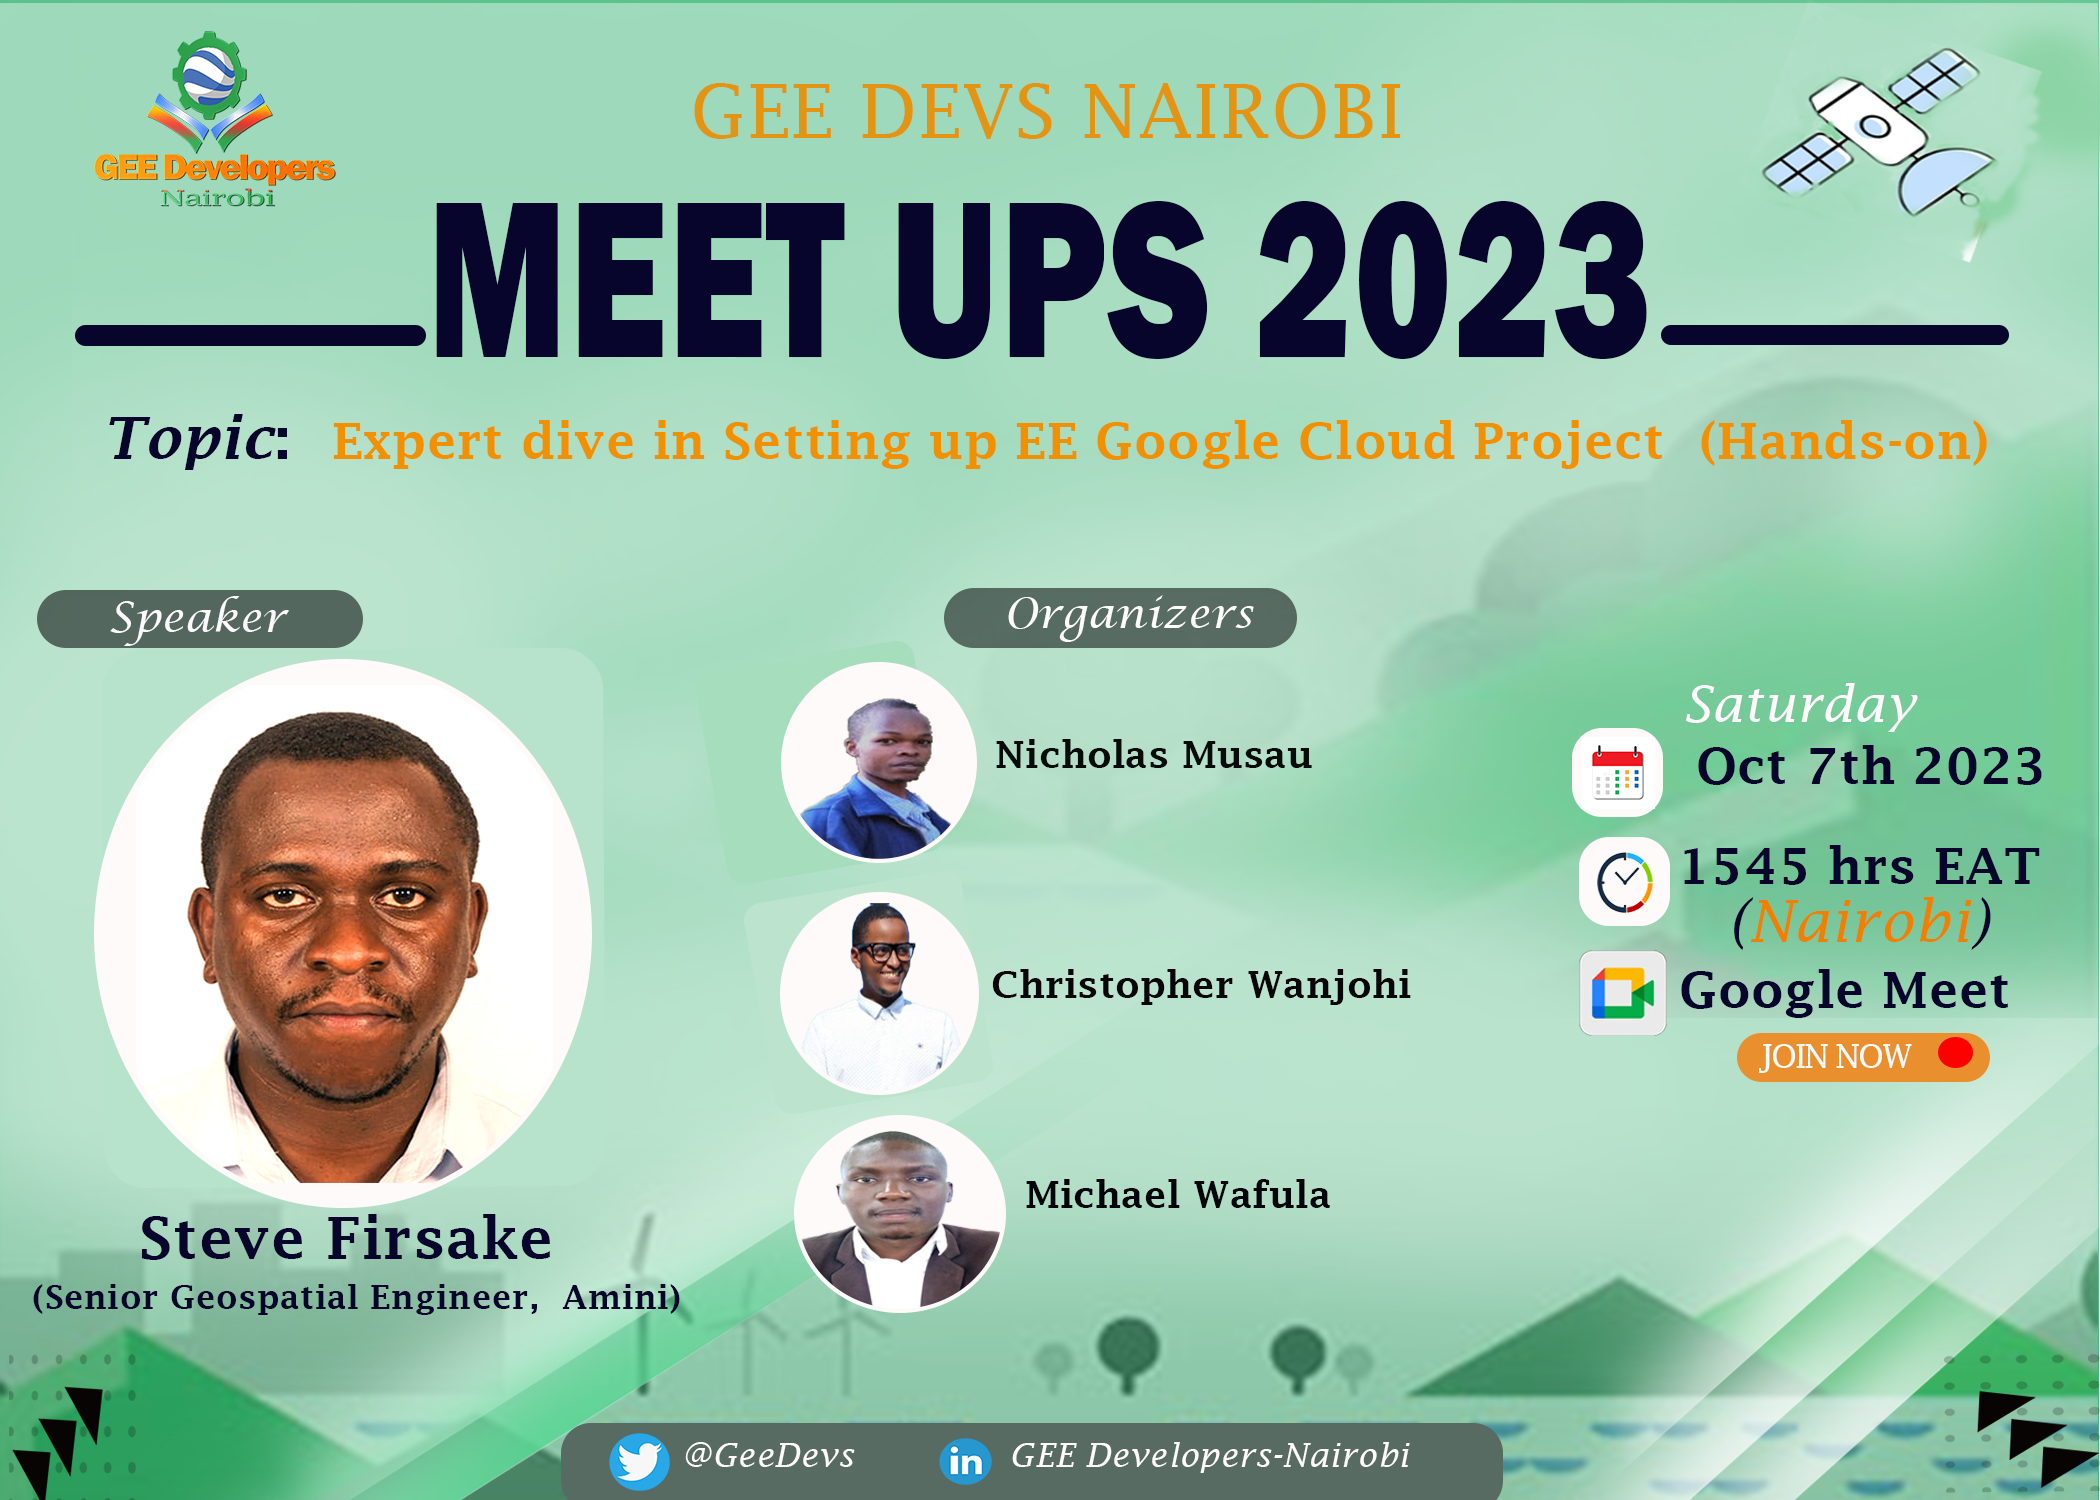 GEE Developers
Nairobi
GEE DEVS NAIROBI
MEET UPS 2023
Topic: Expert dive in Setting up EE Google Cloud Project (Hands-on)
Speaker
Steve Firsake
(Senior Geospatial Engineer, Amini)
Organizers
Nicholas Musau
Christopher Wanjohi
Michael Wafula
Saturday
Oct 7th 2023
1545 hrs EAT
(Nairobi)
Google Meet
JOIN NOW
@GeeDevs
in GEE Developers-Nairobi